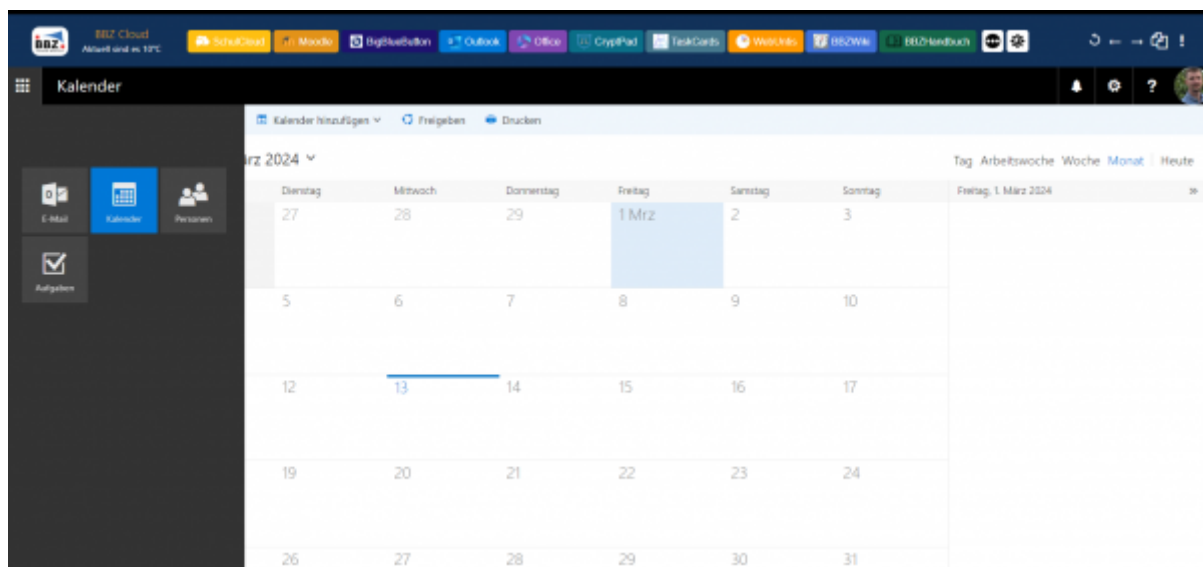 BBZ Cloud
Aktuell sind es 10°C
BBZ.
SchulCloud Moodle BigBlueButton Outlook Office CryptPad TaskCards WebUntis BBZWiki BBZHandbuch
Kalender
?
Kalender hinzufügen Freigeben Drucken
rz 2024
Tag Arbeitswoche Woche Monat Heute
Dienstag Mittwoch Donnerstag Freitag Samstag Sonntag Freitag, 1. März 2024
27 28 29 1 Mrz 2 3
E-Mail Kalender Personen
Aufgaben
5 6 7 8 9 10
12 13 14 15 16 17
19 20 21 22 23 24
26 27 28 29 30 31